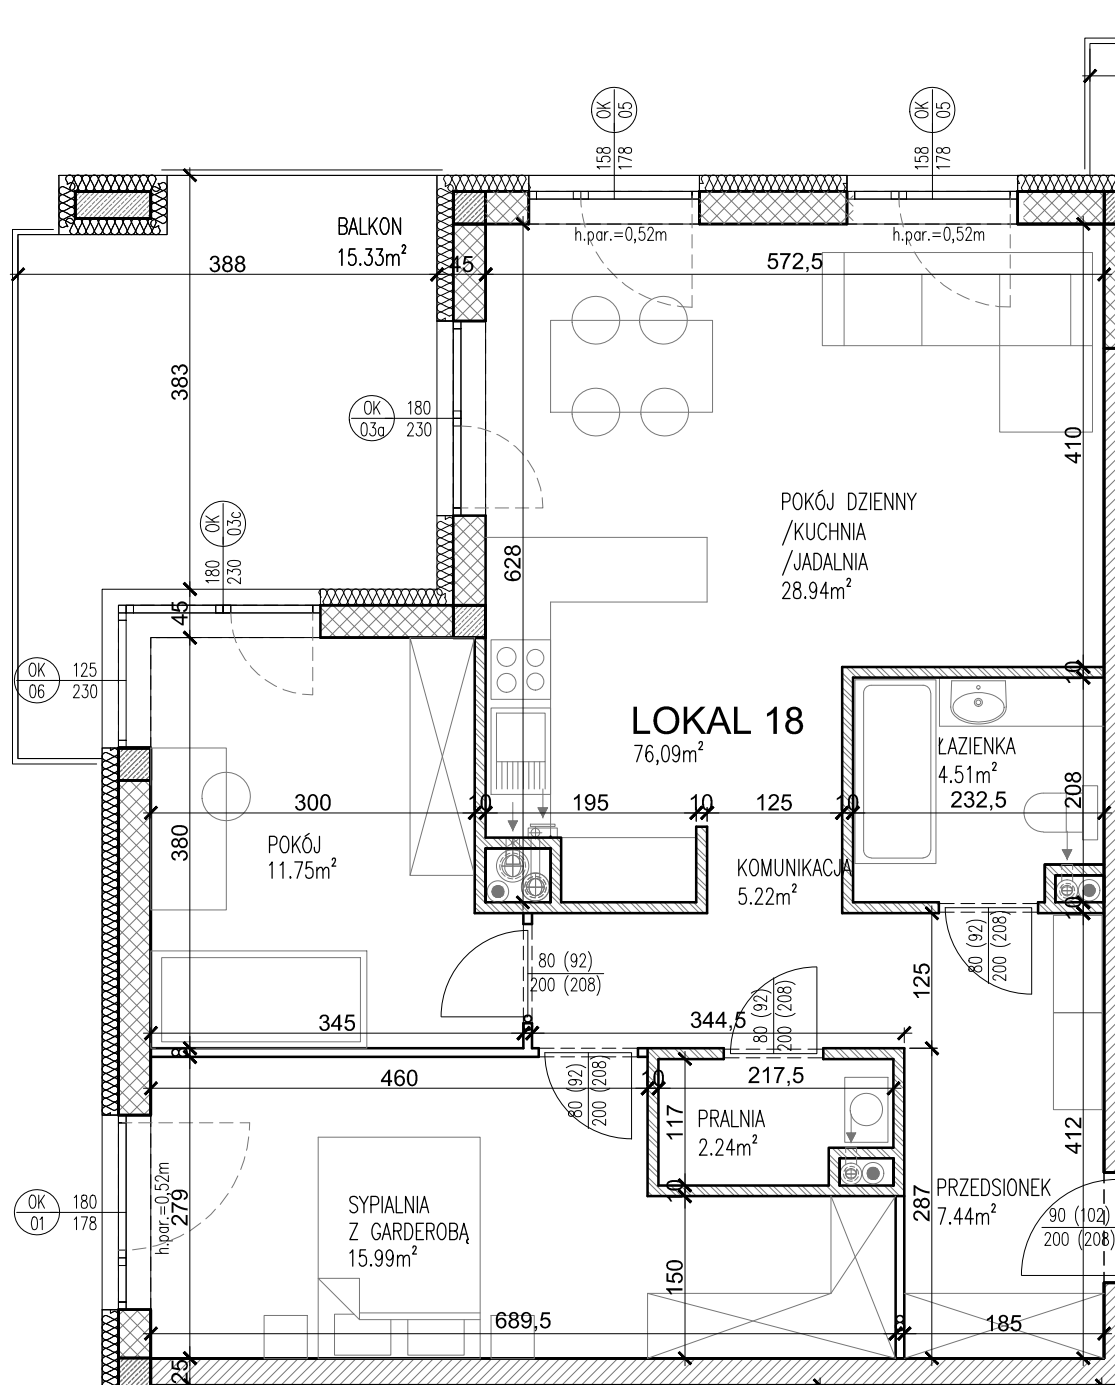 OK
05
158
178
OK
05
158
178
BALKON
15.33m²
h.par.=0,52m
h.par.=0,52m
388
45
572,5
383
OK
03a
180
230
410
POKÓJ DZIENNY
/KUCHNIA
/JADALNIA
28.94m²
OK
03c
180
230
628
45
OK
06
125
230
10
LOKAL 18
76,09m²
ŁAZIENKA
4.51m²
208
300
10
195
10
125
10
232,5
380
POKÓJ
11.75m²
KOMUNIKACJA
5.22m²
10
80 (92)
200 (208)
80 (92)
200 (208)
125
345
8
344,5
80 (92)
200 (208)
8
460
80 (92)
200 (208)
10
217,5
117
PRALNIA
2.24m²
412
10
h.par.=0,52m
279
OK
01
180
178
SYPIALNIA
Z GARDEROBĄ
15.99m²
287
PRZEDSIONEK
7.44m²
90 (102)
200 (208)
150
689,5
8
185
25